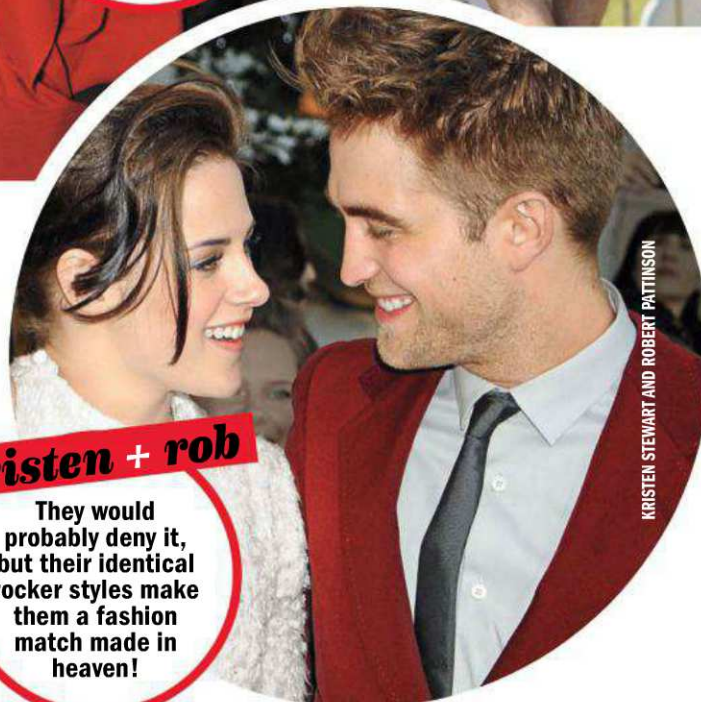 isten + rob
They would
probably deny it,
but their identical
rocker styles make
them a fashion
match made in
heaven!
KRISTEN STEWART AND ROBERT PATTINSON